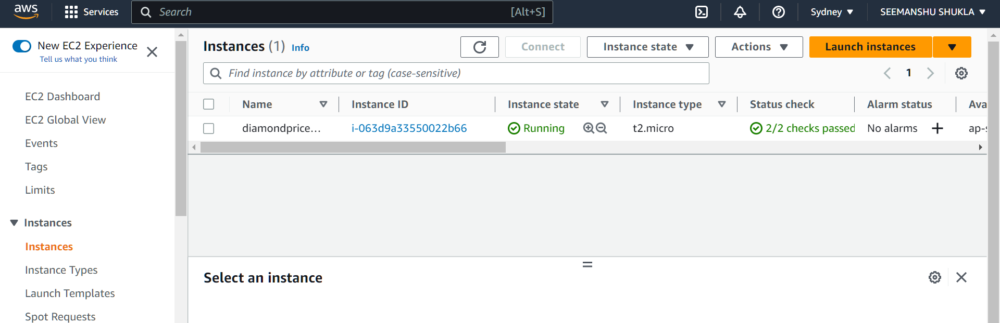 aws Services Search [Alt+S] Sydney SEEMANSHU SHUKLA
New EC2 Experience
Tell us what you think
EC2 Dashboard
EC2 Global View
Events
Tags
Limits
Instances
Instances
Instance Types
Launch Templates
Spot Requests
Instances (1) Info Connect Instance state Actions Launch instances
Find instance by attribute or tag (case-sensitive) 1
Name Instance ID Instance state Instance type Status check Alarm status Ava
diamondprice... i-063d9a33550022b66 Running t2.micro 2/2 checks passed No alarms ap-s
Select an instance